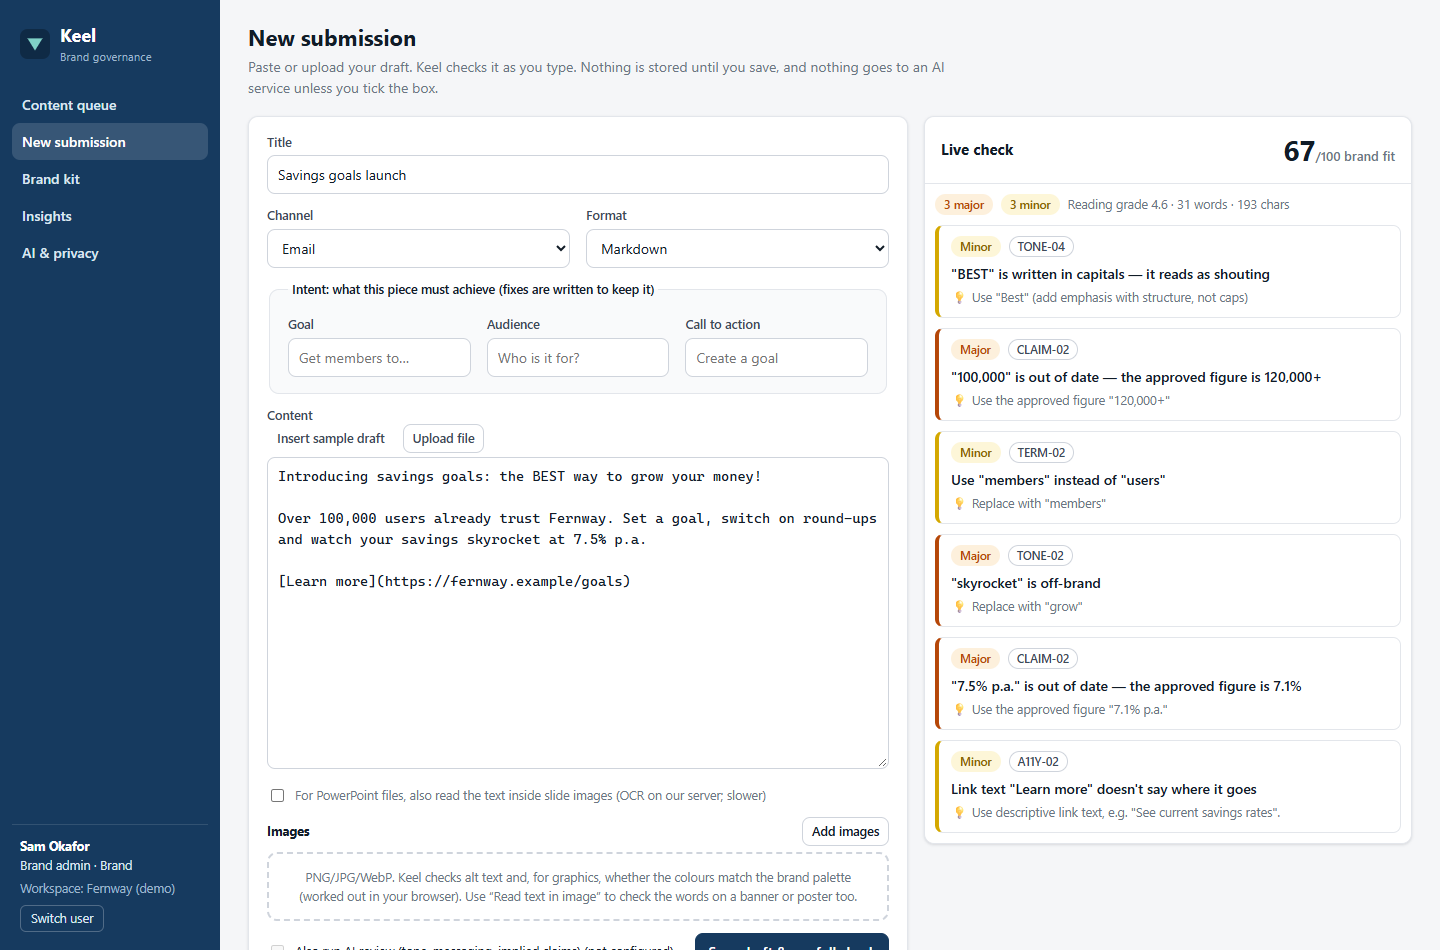 Keel
Brand governance
Content queue
New submission
Brand kit
Insights
AI & privacy
Sam Okafor
Brand admin · Brand
Workspace: Fernway (demo)
Switch user
New submission
Paste or upload your draft. Keel checks it as you type. Nothing is stored until you save, and nothing goes to an AI
service unless you tick the box.
Title
Savings goals launch
Channel
Format
Email
Markdown
Intent: what this piece must achieve (fixes are written to keep it)
Goal
Audience
Call to action
Get members to...
Who is it for?
Create a goal
Content
Insert sample draft
Upload file
Introducing savings goals: the BEST way to grow your money!
Over 100,000 users already trust Fernway. Set a goal, switch on round-ups
and watch your savings skyrocket at 7.5% p.a.
[Learn more](https://fernway.example/goals)
For PowerPoint files, also read the text inside slide images (OCR on our server; slower)
Images
Add images
PNG/JPG/WebP. Keel checks alt text and, for graphics, whether the colours match the brand palette
(worked out in your browser). Use “Read text in image” to check the words on a banner or poster too.
Live check
67/100 brand fit
3 major
3 minor
Reading grade 4.6 · 31 words · 193 chars
Minor
TONE-04
"BEST" is written in capitals — it reads as shouting
Use "Best" (add emphasis with structure, not caps)
Major
CLAIM-02
"100,000" is out of date — the approved figure is 120,000+
Use the approved figure "120,000+"
Minor
TERM-02
Use "members" instead of "users"
Replace with "members"
Major
TONE-02
"skyrocket" is off-brand
Replace with "grow"
Major
CLAIM-02
"7.5% p.a." is out of date — the approved figure is 7.1%
Use the approved figure "7.1% p.a."
Minor
A11Y-02
Link text "Learn more" doesn't say where it goes
Use descriptive link text, e.g. "See current savings rates".